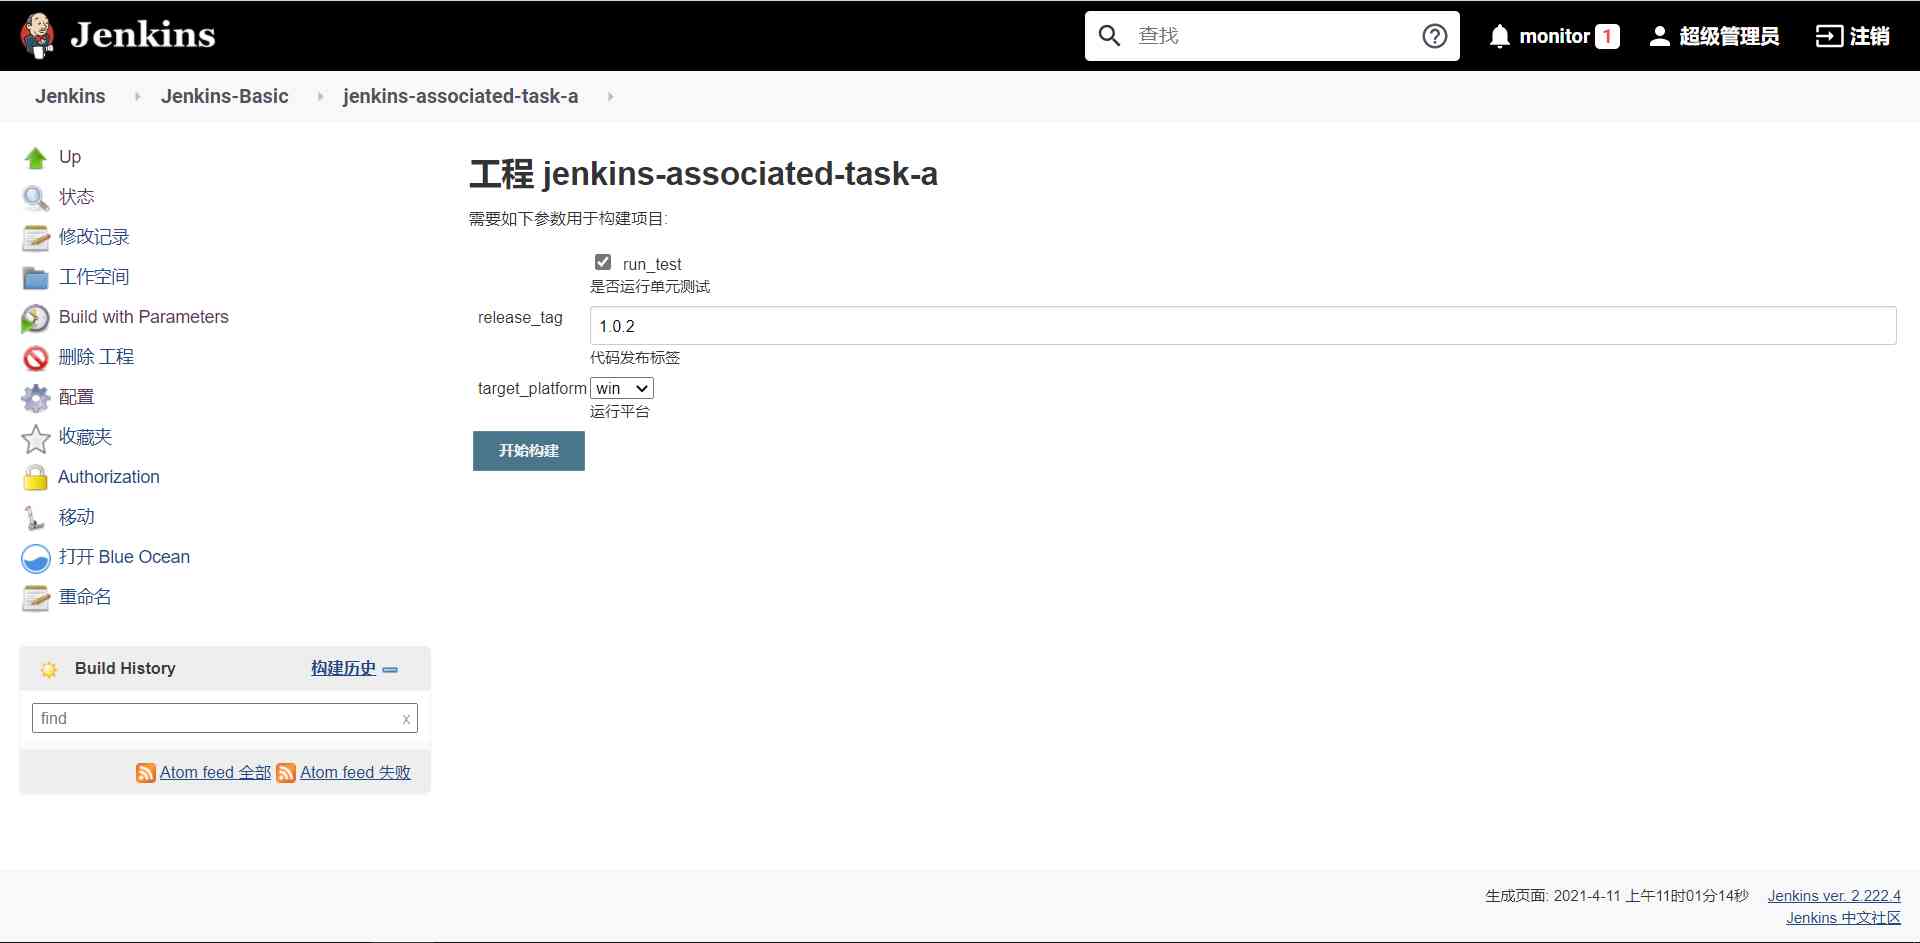 Jenkins
查找
monitor 1
超级管理员
注销
Jenkins
Jenkins-Basic
jenkins-associated-task-a
Up
状态
修改记录
工作空间
Build with Parameters
删除 工程
配置
收藏夹
Authorization
移动
打开 Blue Ocean
重命名
Build History
构建历史
find
x
Atom feed 全部
Atom feed 失败
工程 jenkins-associated-task-a
需要如下参数用于构建项目:
run_test
是否运行单元测试
release_tag
1.0.2
代码发布标签
target_platform
win
运行平台
开始构建
生成页面: 2021-4-11 上午11时01分14秒
Jenkins ver. 2.222.4
Jenkins 中文社区